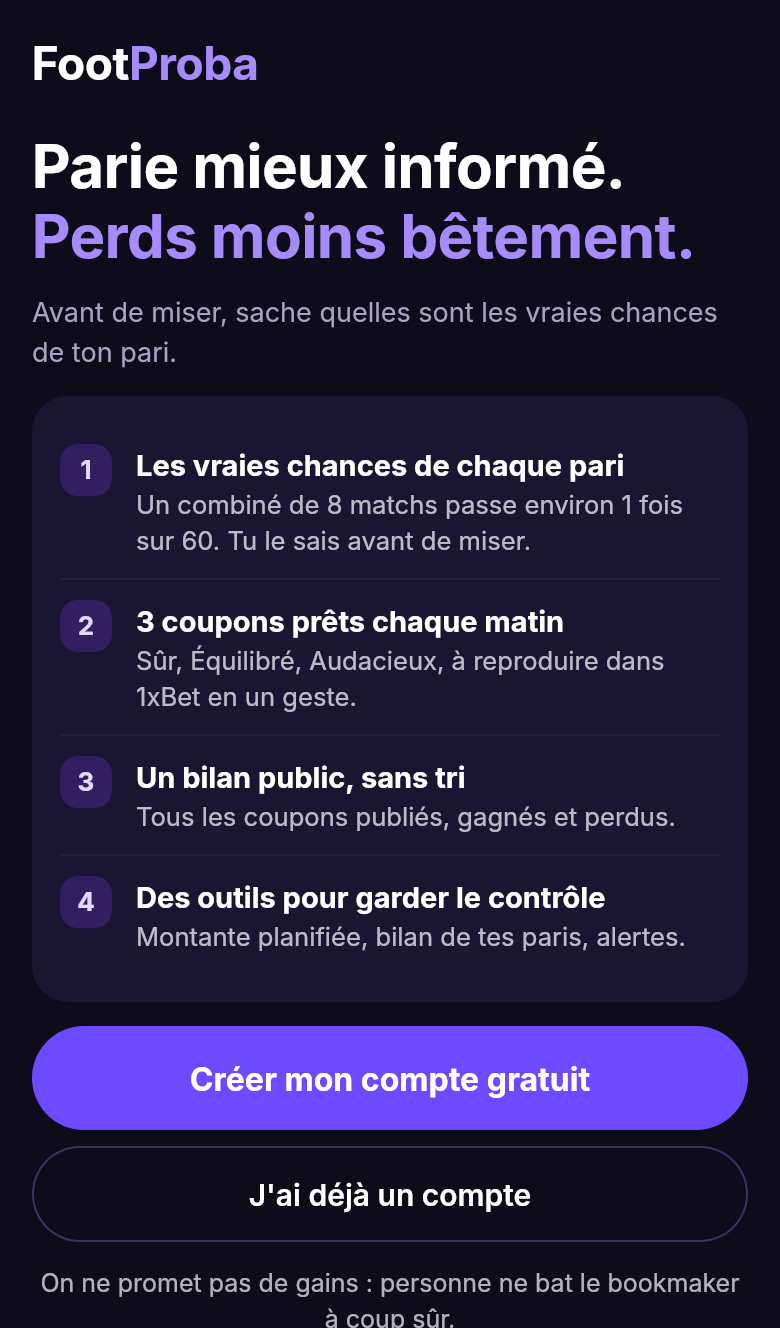 FootProba
Parie mieux informé.
Perds moins bêtement.
Avant de miser, sache quelles sont les vraies chances
de ton pari.
1
Les vraies chances de chaque pari
Un combiné de 8 matchs passe environ 1 fois
sur 60. Tu le sais avant de miser.
2
3 coupons prêts chaque matin
Sûr, Équilibré, Audacieux, à reproduire dans
1xBet en un geste.
3
Un bilan public, sans tri
Tous les coupons publiés, gagnés et perdus.
4
Des outils pour garder le contrôle
Montante planifiée, bilan de tes paris, alertes.
Créer mon compte gratuit
J'ai déjà un compte
On ne promet pas de gains : personne ne bat le bookmaker
à coup sûr.